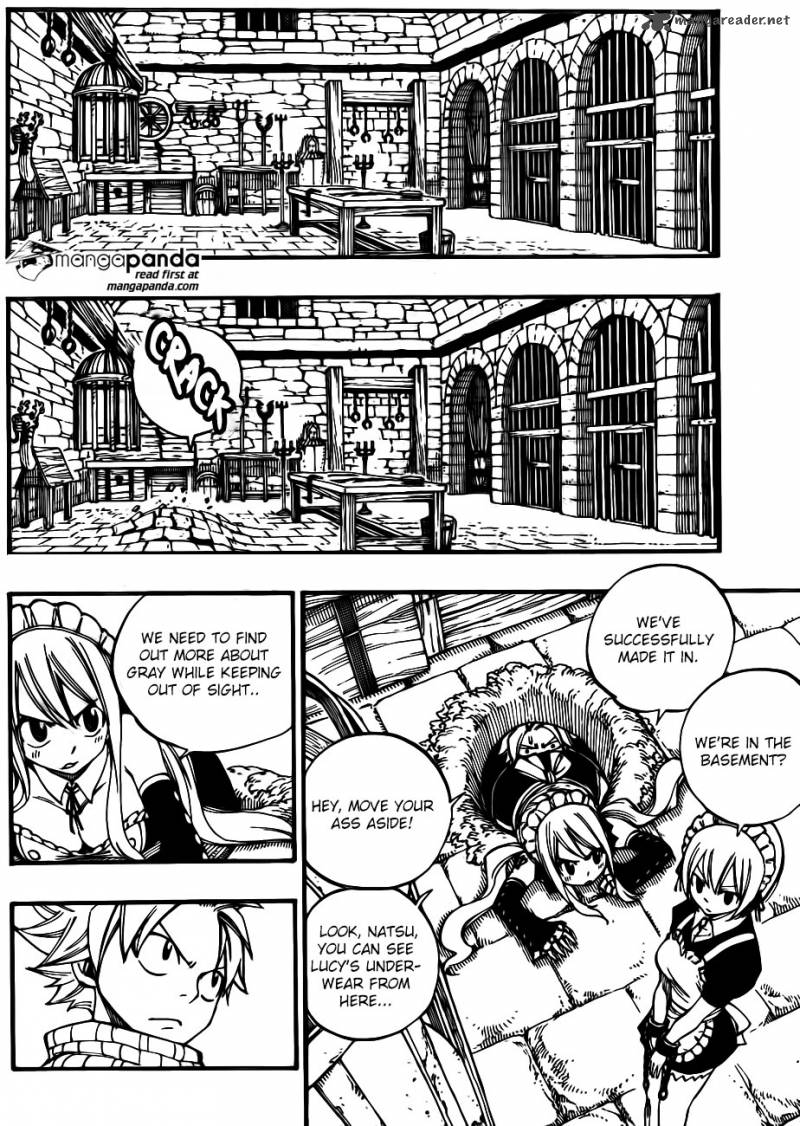 mangareader.net
mangapanda
read first at
mangapanda.com
CRACK
WE'VE
SUCCESSFULLY
MADE IT IN.
WE'RE IN THE
BASEMENT?
HEY, MOVE YOUR
ASS ASIDE!
LOOK, NATSU,
YOU CAN SEE
LUCY'S UNDER-
WEAR FROM
HERE...
WE NEED TO FIND
OUT MORE ABOUT
GRAY WHILE KEEPING
OUT OF SIGHT..